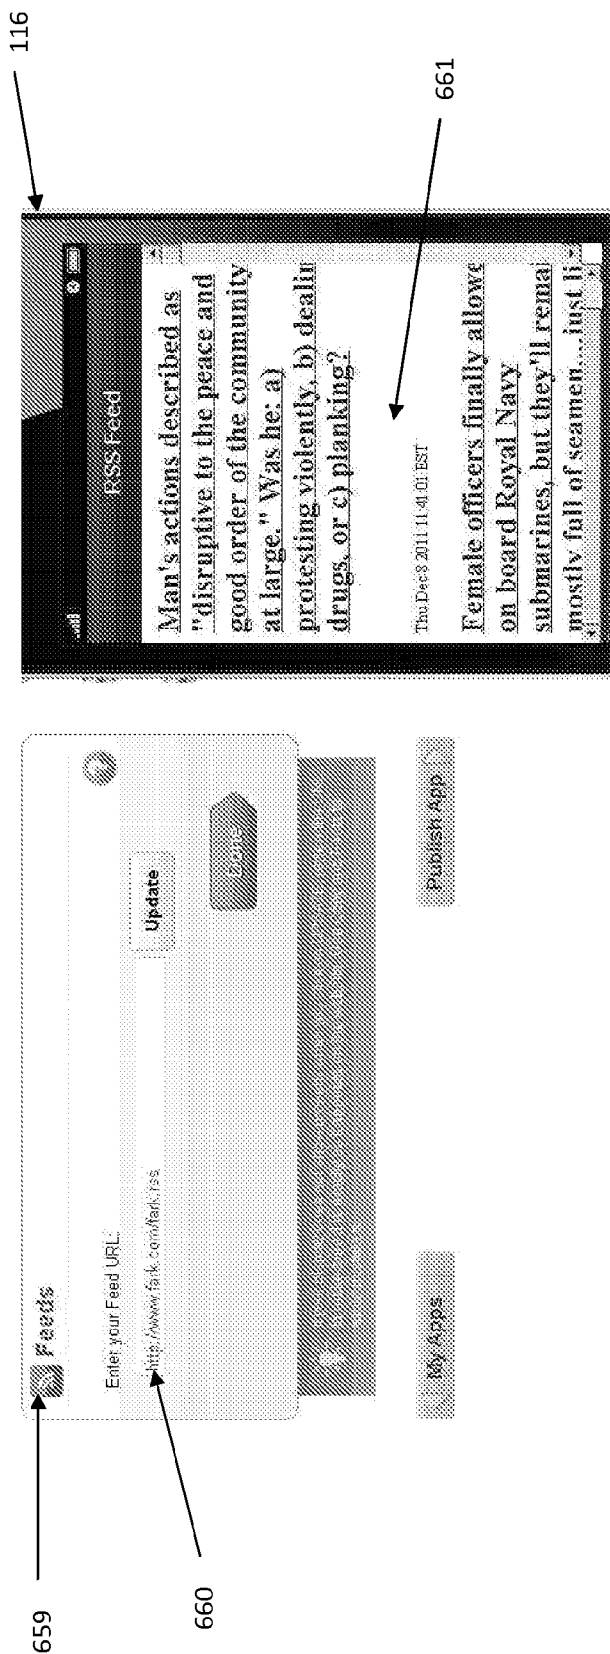 659
Feeds
Enter your Feed URL:
http://www.fark.com/fark.rss
Update
660
Done
My Apps
Publish App
116
RSS Feed
Man's actions described as
"disruptive to the peace and
good order of the community
at large." Was he: a)
protesting violently, b) dealin
drugs, or c) planking?
661
Thu Dec 8 2011 11:41:01 EST
Female officers finally allowe
on board Royal Navy
submarines, but they'll remai
mostly full of seamen....just li